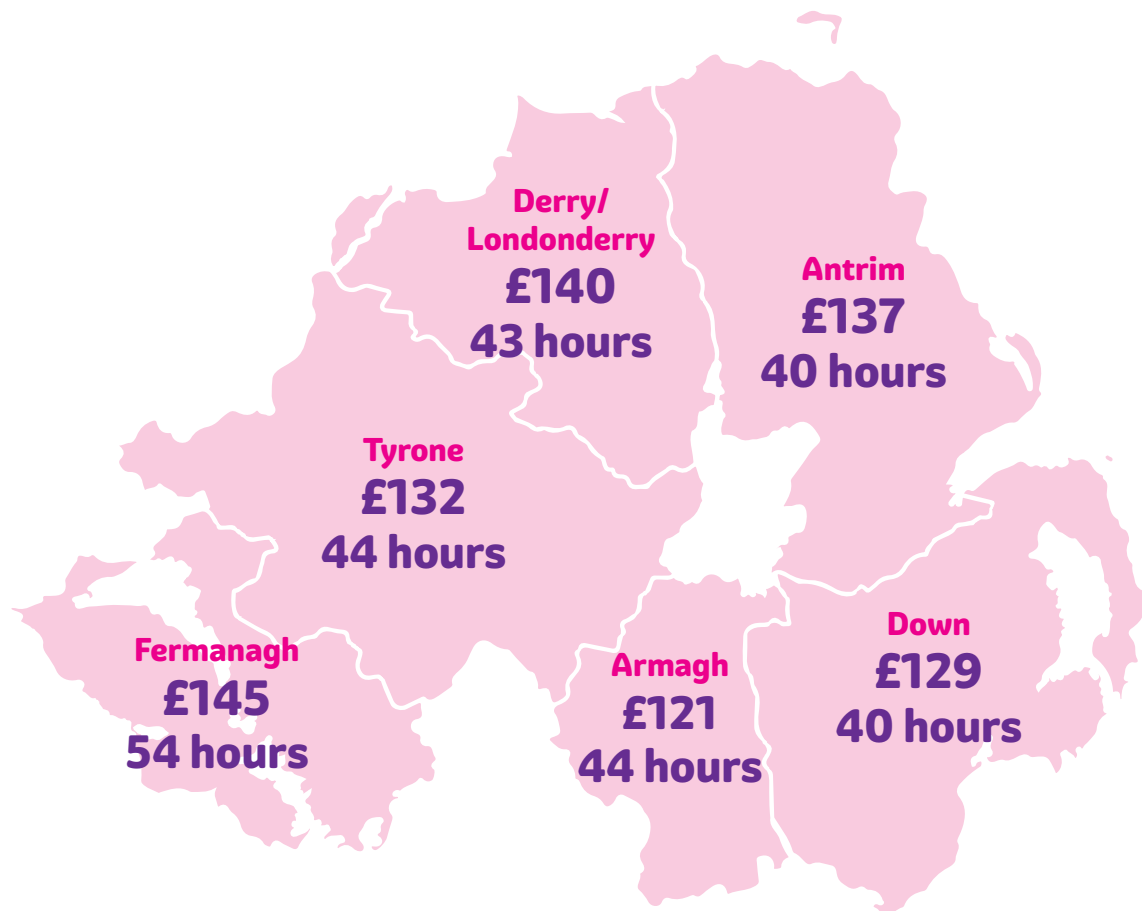 Derry/
Londonderry
£140
43 hours
Antrim
£137
40 hours
Tyrone
£132
44 hours
Fermanagh
£145
54 hours
Armagh
£121
44 hours
Down
£129
40 hours